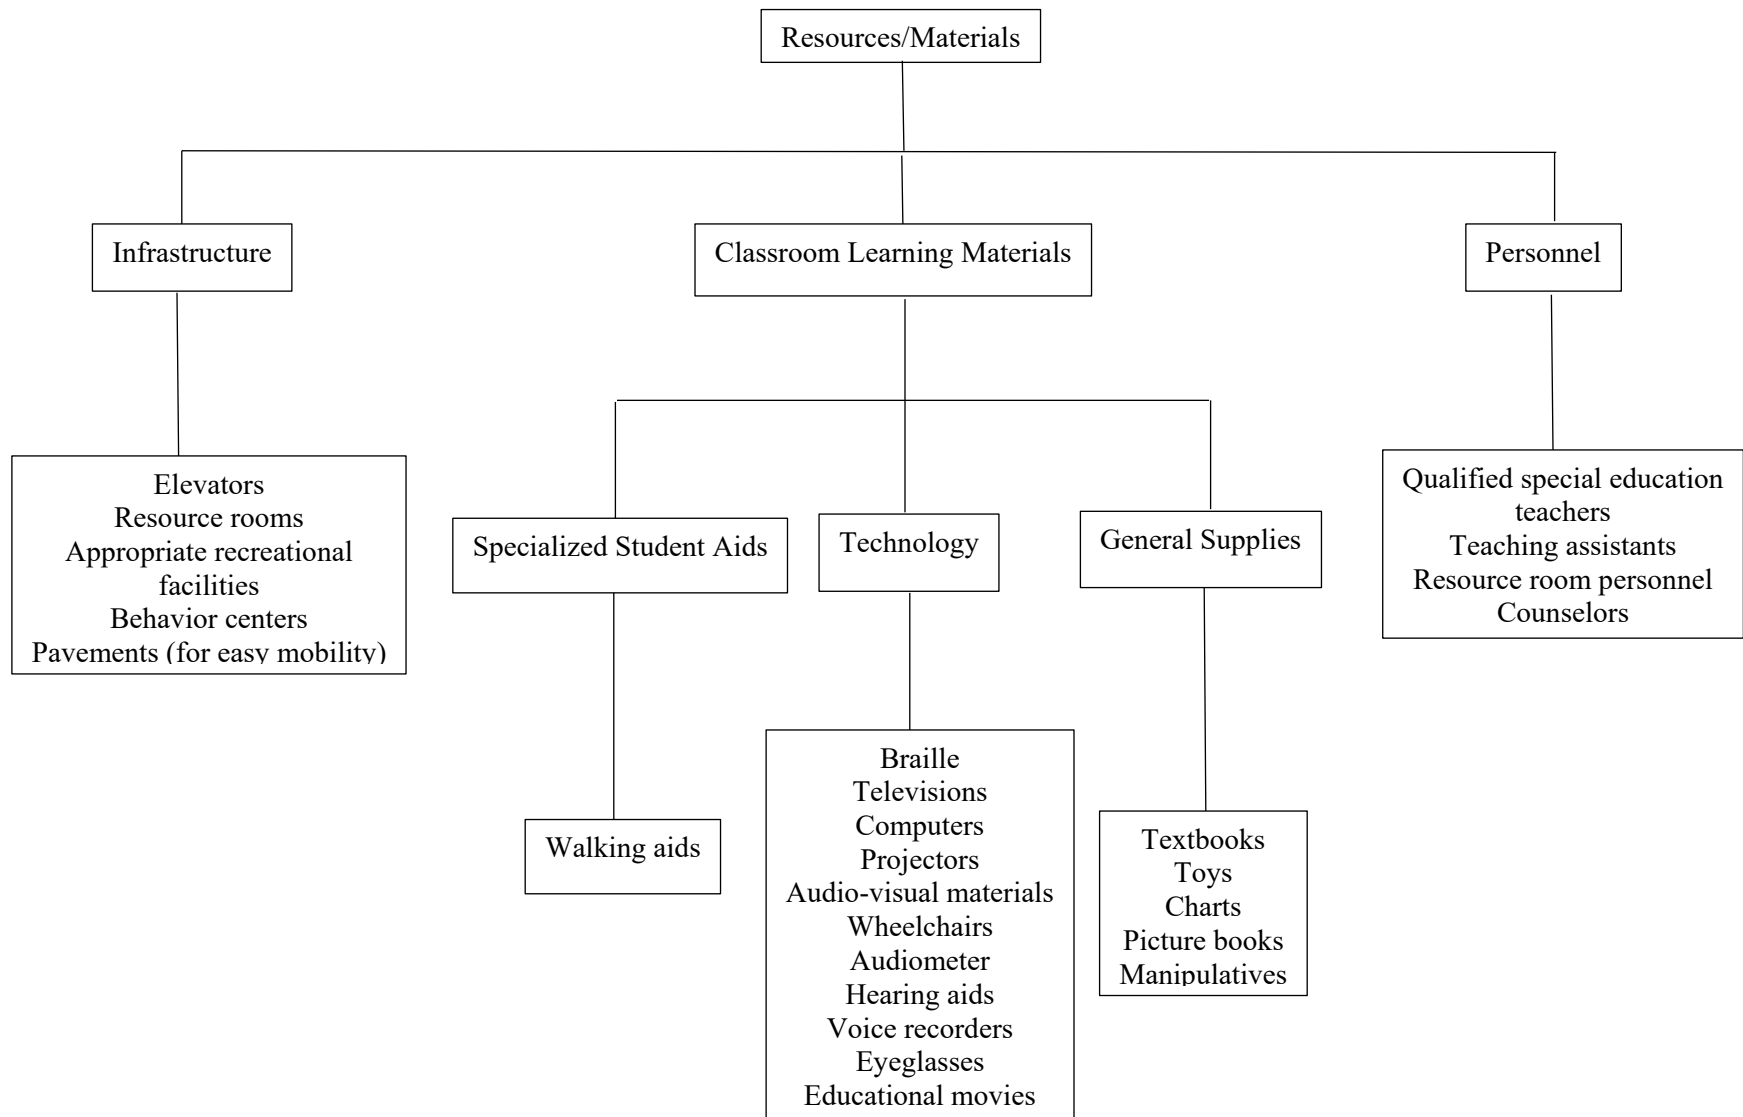 Resources/Materials
Infrastructure
Classroom Learning Materials
Personnel
Elevators
Resource rooms
Appropriate recreational
facilities
Behavior centers
Pavements (for easy mobility)
Specialized Student Aids
Technology
General Supplies
Qualified special education
teachers
Teaching assistants
Resource room personnel
Counselors
Walking aids
Braille
Televisions
Computers
Projectors
Audio-visual materials
Wheelchairs
Audiometer
Hearing aids
Voice recorders
Eyeglasses
Educational movies
Textbooks
Toys
Charts
Picture books
Manipulatives